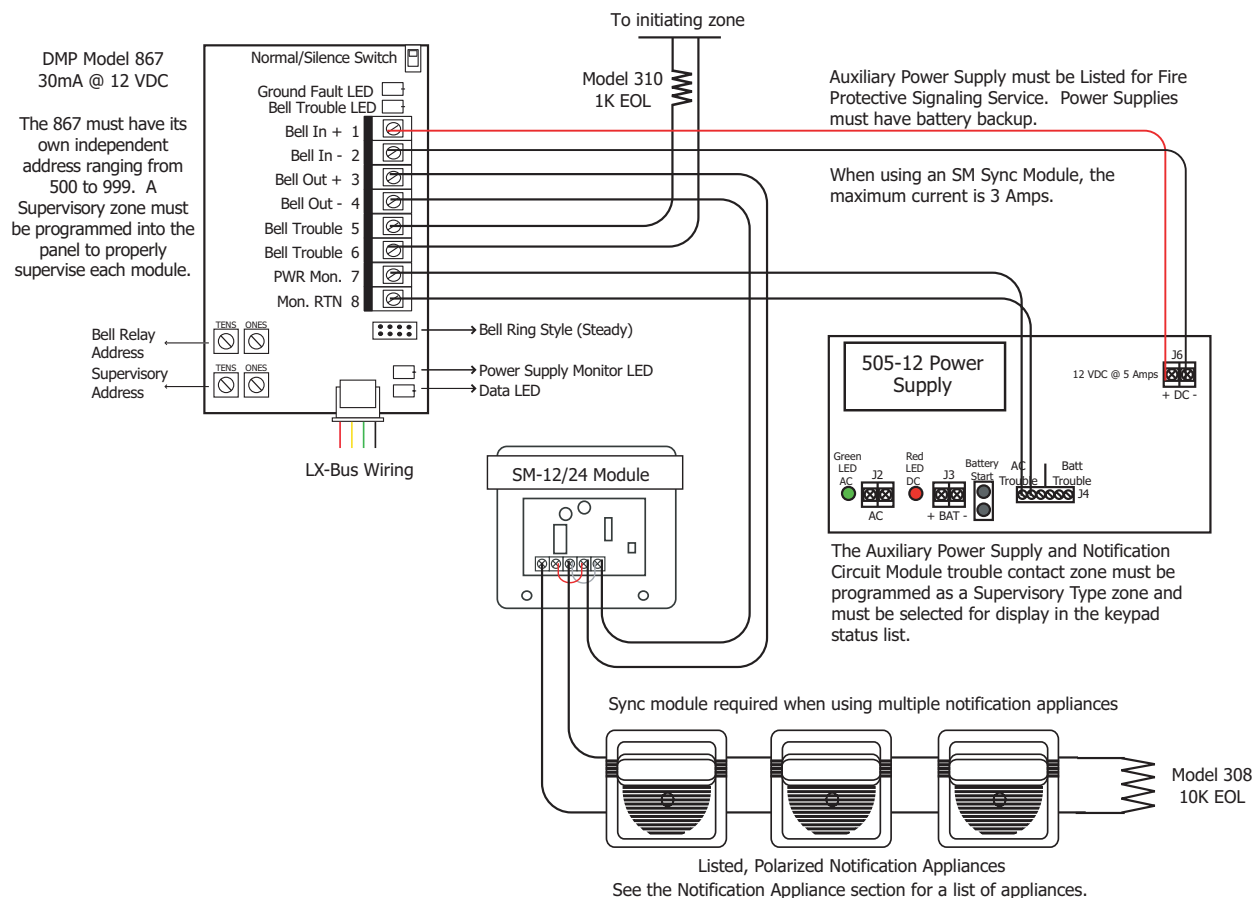 To initiating zone
DMP Model 867
30mA @ 12 VDC
The 867 must have its
own independent
address ranging from
500 to 999.  A
Supervisory zone must
be programmed into the
panel to properly
supervise each module.
Normal/Silence Switch
Ground Fault LED
Bell Trouble LED
Bell In + 1
Bell In - 2
Bell Out + 3
Bell Out - 4
Bell Trouble 5
Bell Trouble 6
PWR Mon. 7
Mon. RTN 8
Model 310
1K EOL
Auxiliary Power Supply must be Listed for Fire
Protective Signaling Service.  Power Supplies
must have battery backup.
When using an SM Sync Module, the
maximum current is 3 Amps.
Bell Relay
Address
TENS ONES
Supervisory
Address
TENS ONES
Bell Ring Style (Steady)
Power Supply Monitor LED
Data LED
LX-Bus Wiring
505-12 Power
Supply
12 VDC @ 5 Amps
J6
+ DC -
Green
LED
AC
J2
AC
Red
LED
DC
J3
+ BAT -
Battery
Start
AC
Trouble
Batt
Trouble
J4
SM-12/24 Module
The Auxiliary Power Supply and Notification
Circuit Module trouble contact zone must be
programmed as a Supervisory Type zone and
must be selected for display in the keypad
status list.
Sync module required when using multiple notification appliances
Model 308
10K EOL
Listed, Polarized Notification Appliances
See the Notification Appliance section for a list of appliances.